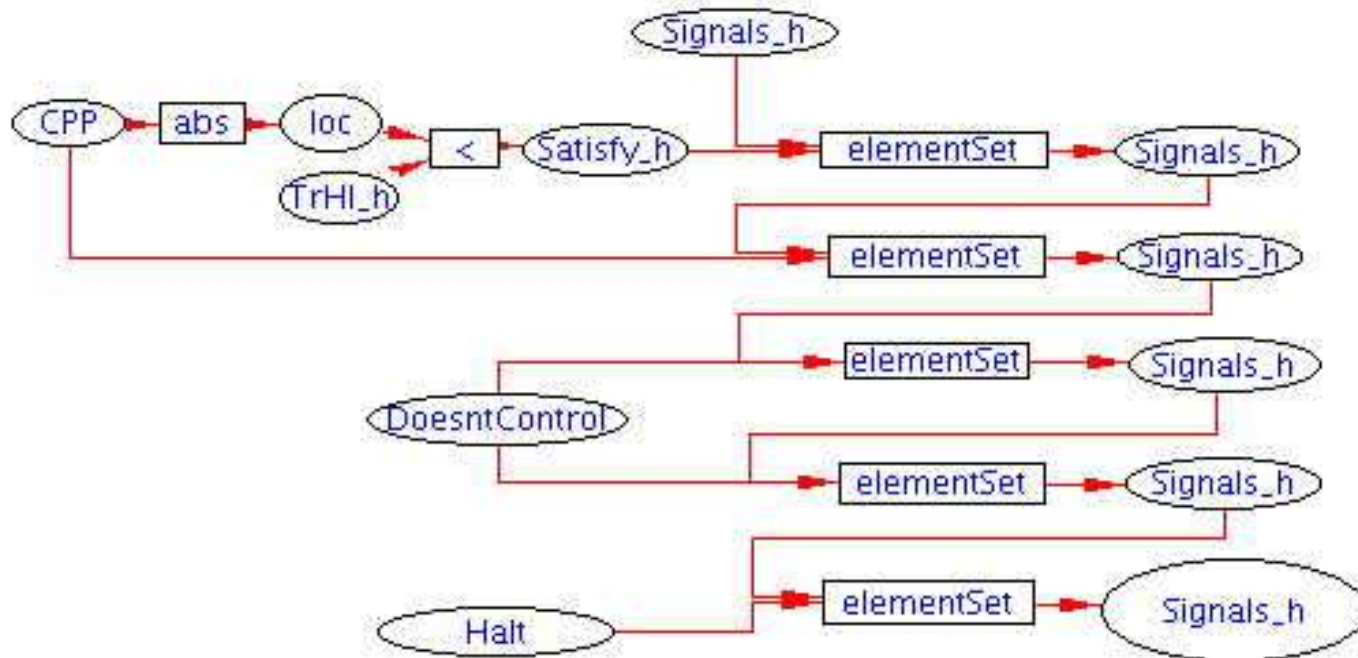 Signals_h
CPP
abs
loc
<
TrHI_h
Satisfy_h
elementSet
Signals_h
elementSet
Signals_h
elementSet
Signals_h
DoesntControl
elementSet
Signals_h
Halt
elementSet
Signals_h